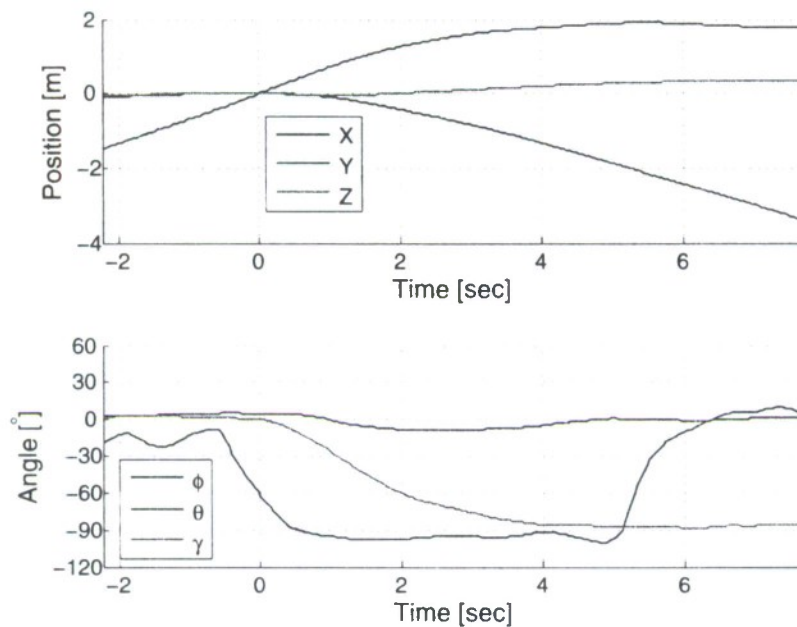 2
0
-2
-4
Position [m]
X
Y
Z
-2 0 2 4 6
Time [sec]
60
30
0
-30
-60
-90
-120
Angle [°]
ϕ
θ
γ
-2 0 2 4 6
Time [sec]